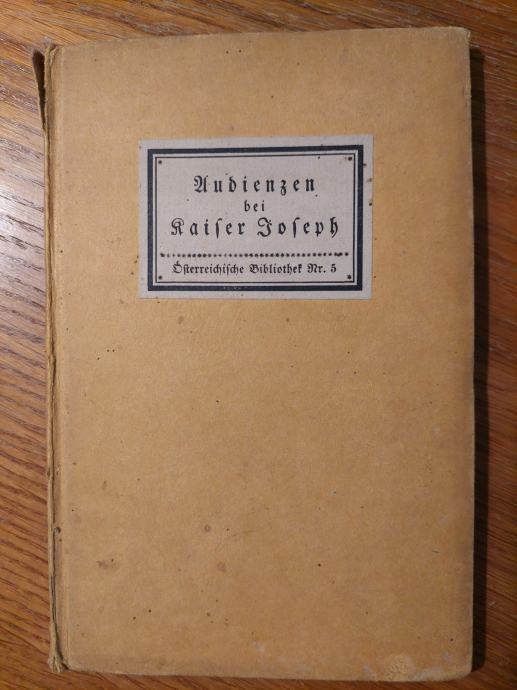 Audienzen
bei
Kaiſer Joſeph
Öſterreichiſche Bibliothek Nr. 5